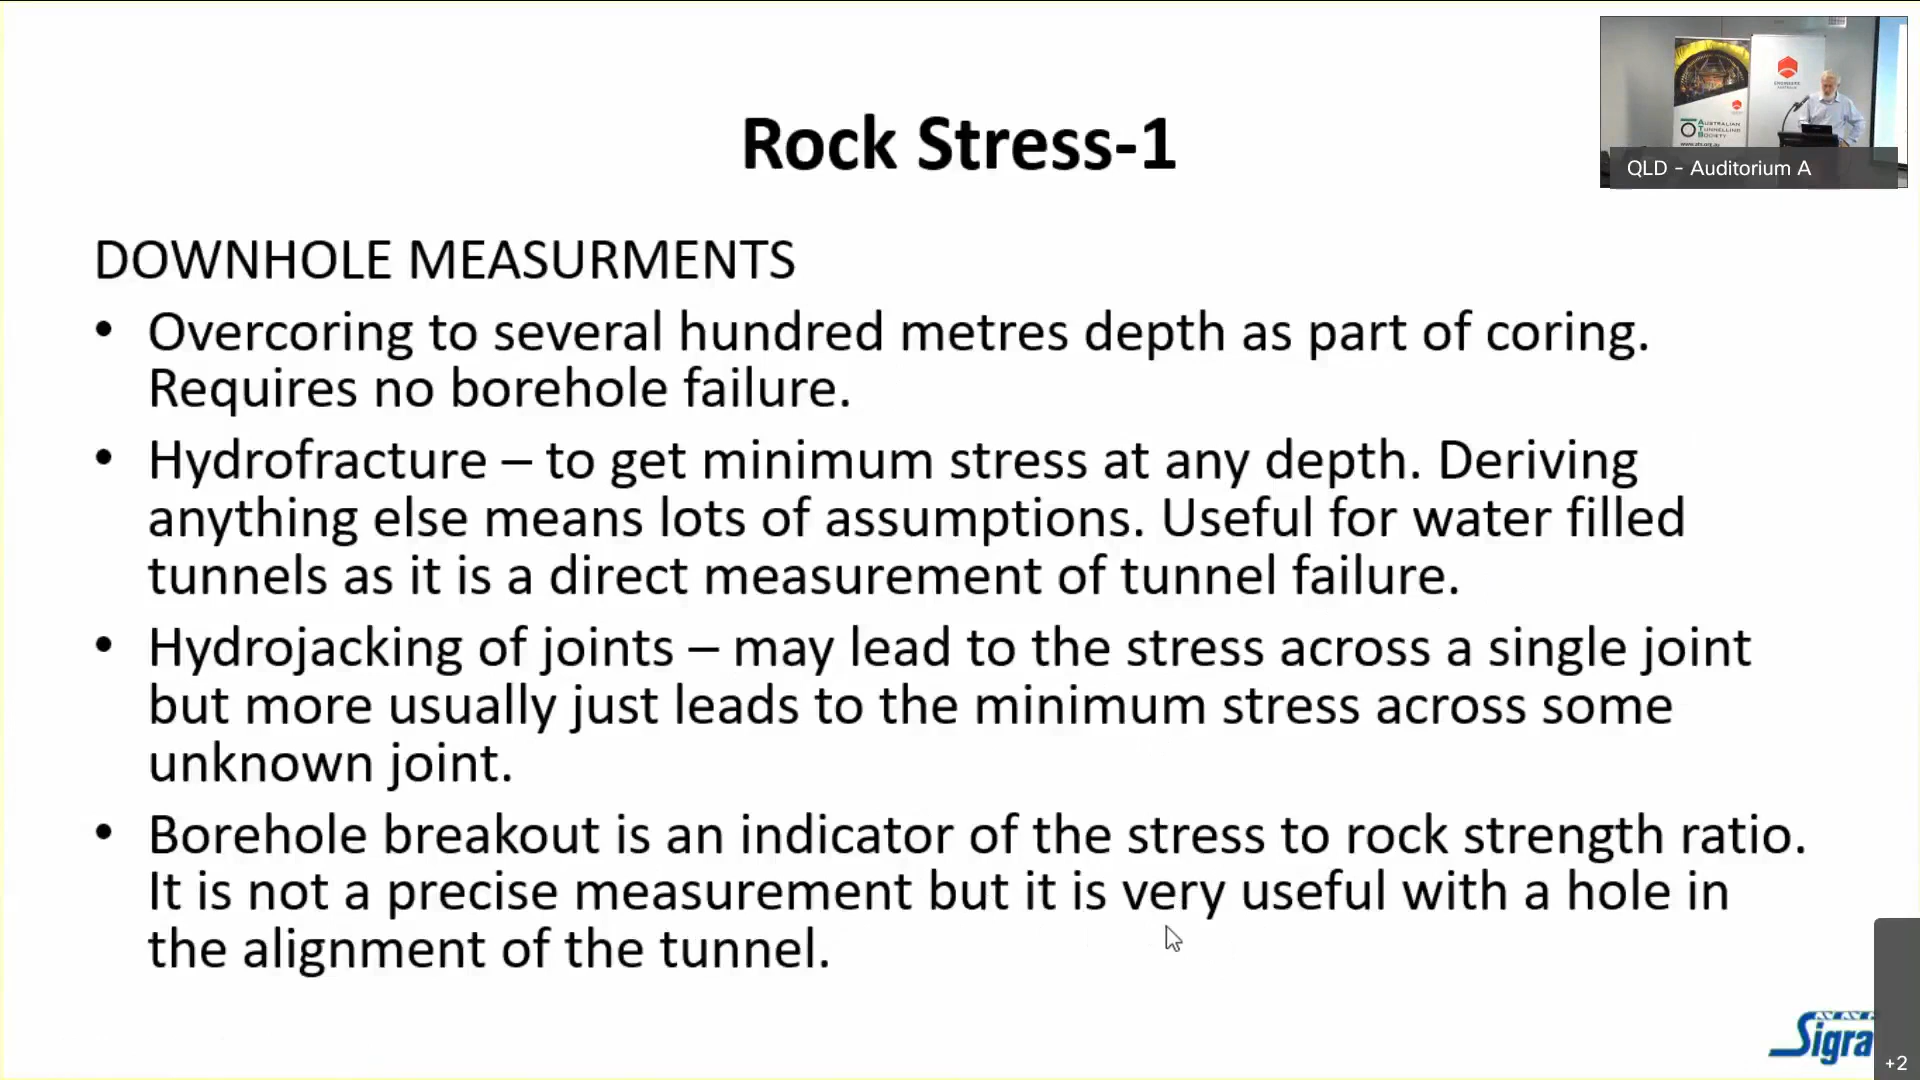 Rock Stress-1
AUSTRALIAN
TUNNELLING
SOCIETY
QLD - Auditorium A
DOWNHOLE MEASURMENTS
• Overcoring to several hundred metres depth as part of coring.
Requires no borehole failure.
• Hydrofracture – to get minimum stress at any depth. Deriving
anything else means lots of assumptions. Useful for water filled
tunnels as it is a direct measurement of tunnel failure.
• Hydrojacking of joints – may lead to the stress across a single joint
but more usually just leads to the minimum stress across some
unknown joint.
• Borehole breakout is an indicator of the stress to rock strength ratio.
It is not a precise measurement but it is very useful with a hole in
the alignment of the tunnel.
Sigra
+2